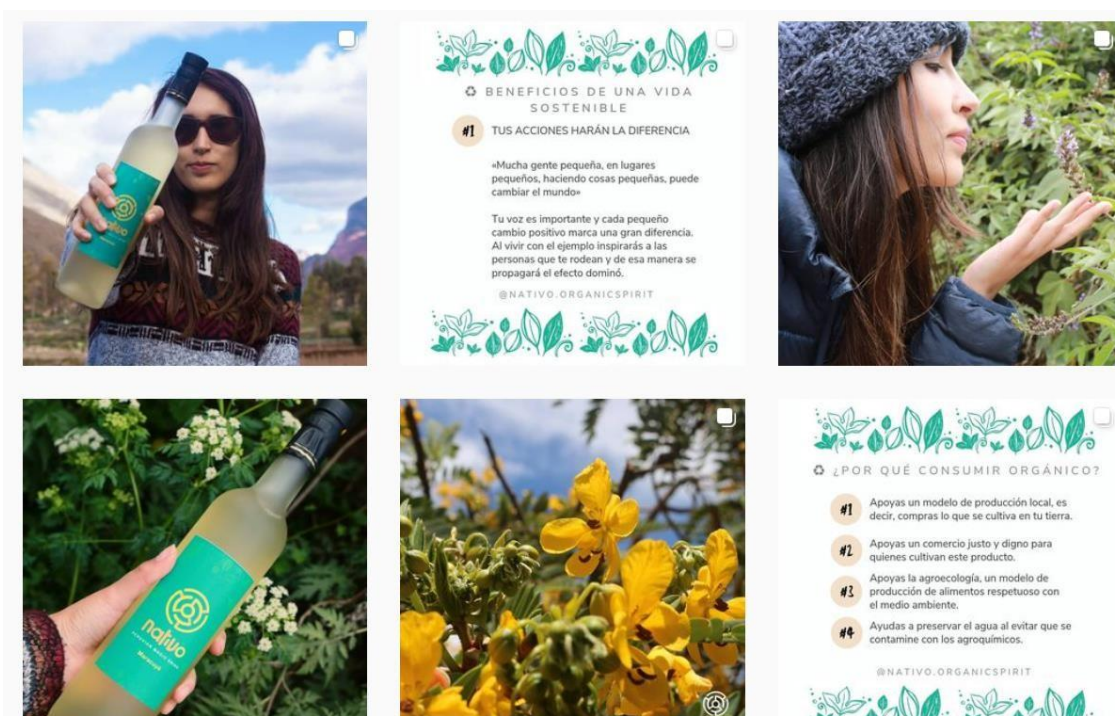 nativo
BENEFICIOS DE UNA VIDA
SOSTENIBLE
#1 TUS ACCIONES HARÁN LA DIFERENCIA
«Mucha gente pequeña, en lugares
pequeños, haciendo cosas pequeñas, puede
cambiar el mundo»
Tu voz es importante y cada pequeño
cambio positivo marca una gran diferencia.
Al vivir con el ejemplo inspirarás a las
personas que te rodean y de esa manera se
propagará el efecto dominó.
@NATIVO.ORGANICSPIRIT
nativo
Maracuyá
¿POR QUÉ CONSUMIR ORGÁNICO?
#1 Apoyas un modelo de producción local, es
decir, compras lo que se cultiva en tu tierra.
#2 Apoyas un comercio justo y digno para
quienes cultivan este producto.
#3 Apoyas la agroecología, un modelo de
producción de alimentos respetuoso con
el medio ambiente.
#4 Ayudas a preservar el agua al evitar que se
contamine con los agroquímicos.
@NATIVO.ORGANICSPIRIT